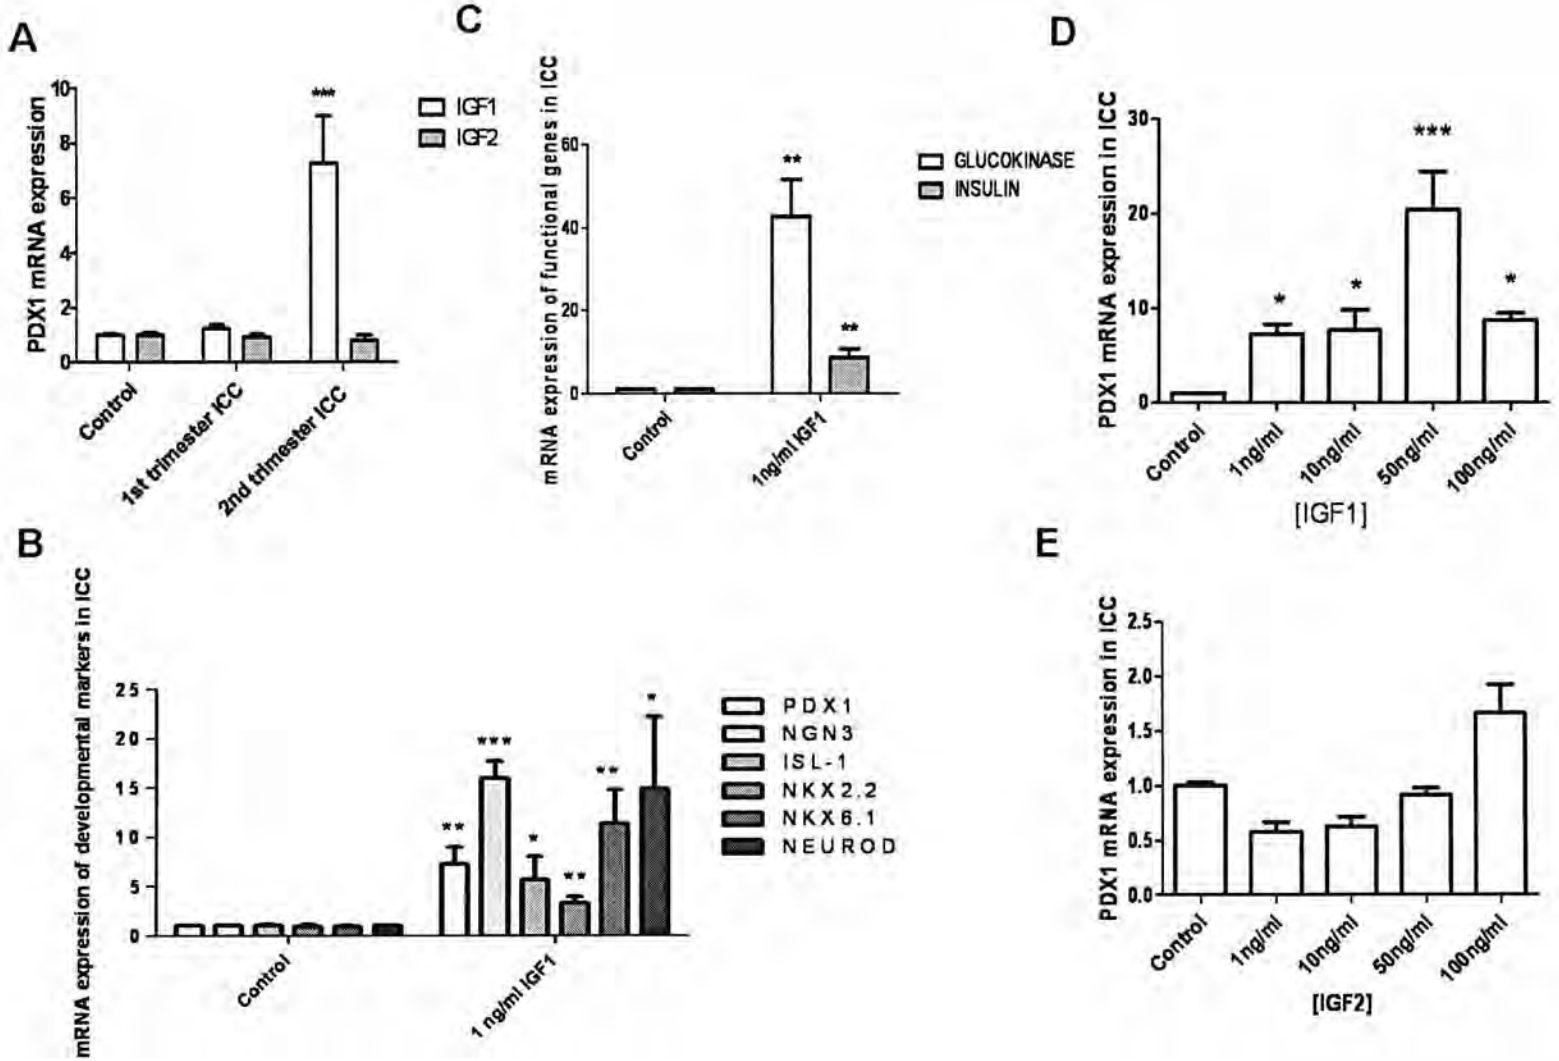 A
PDX1 mRNA expression
10
8
6
4
2
0
***
IGF1
IGF2
Control
1st trimester ICC
2nd trimester ICC
C
mRNA expression of functional genes in ICC
60
40
20
0
**
**
GLUCOKINASE
INSULIN
Control
1ng/ml IGF1
D
PDX1 mRNA expression in ICC
30
20
10
0
*
*
***
*
Control
1ng/ml
10ng/ml
50ng/ml
100ng/ml
[IGF1]
B
mRNA expression of developmental markers in ICC
25
20
15
10
5
0
**
***
*
**
**
*
PDX1
NGN3
ISL-1
NKX2.2
NKX6.1
NEUROD
Control
1 ng/ml IGF1
E
PDX1 mRNA expression in ICC
2.5
2.0
1.5
1.0
0.5
0.0
Control
1ng/ml
10ng/ml
50ng/ml
100ng/ml
[IGF2]